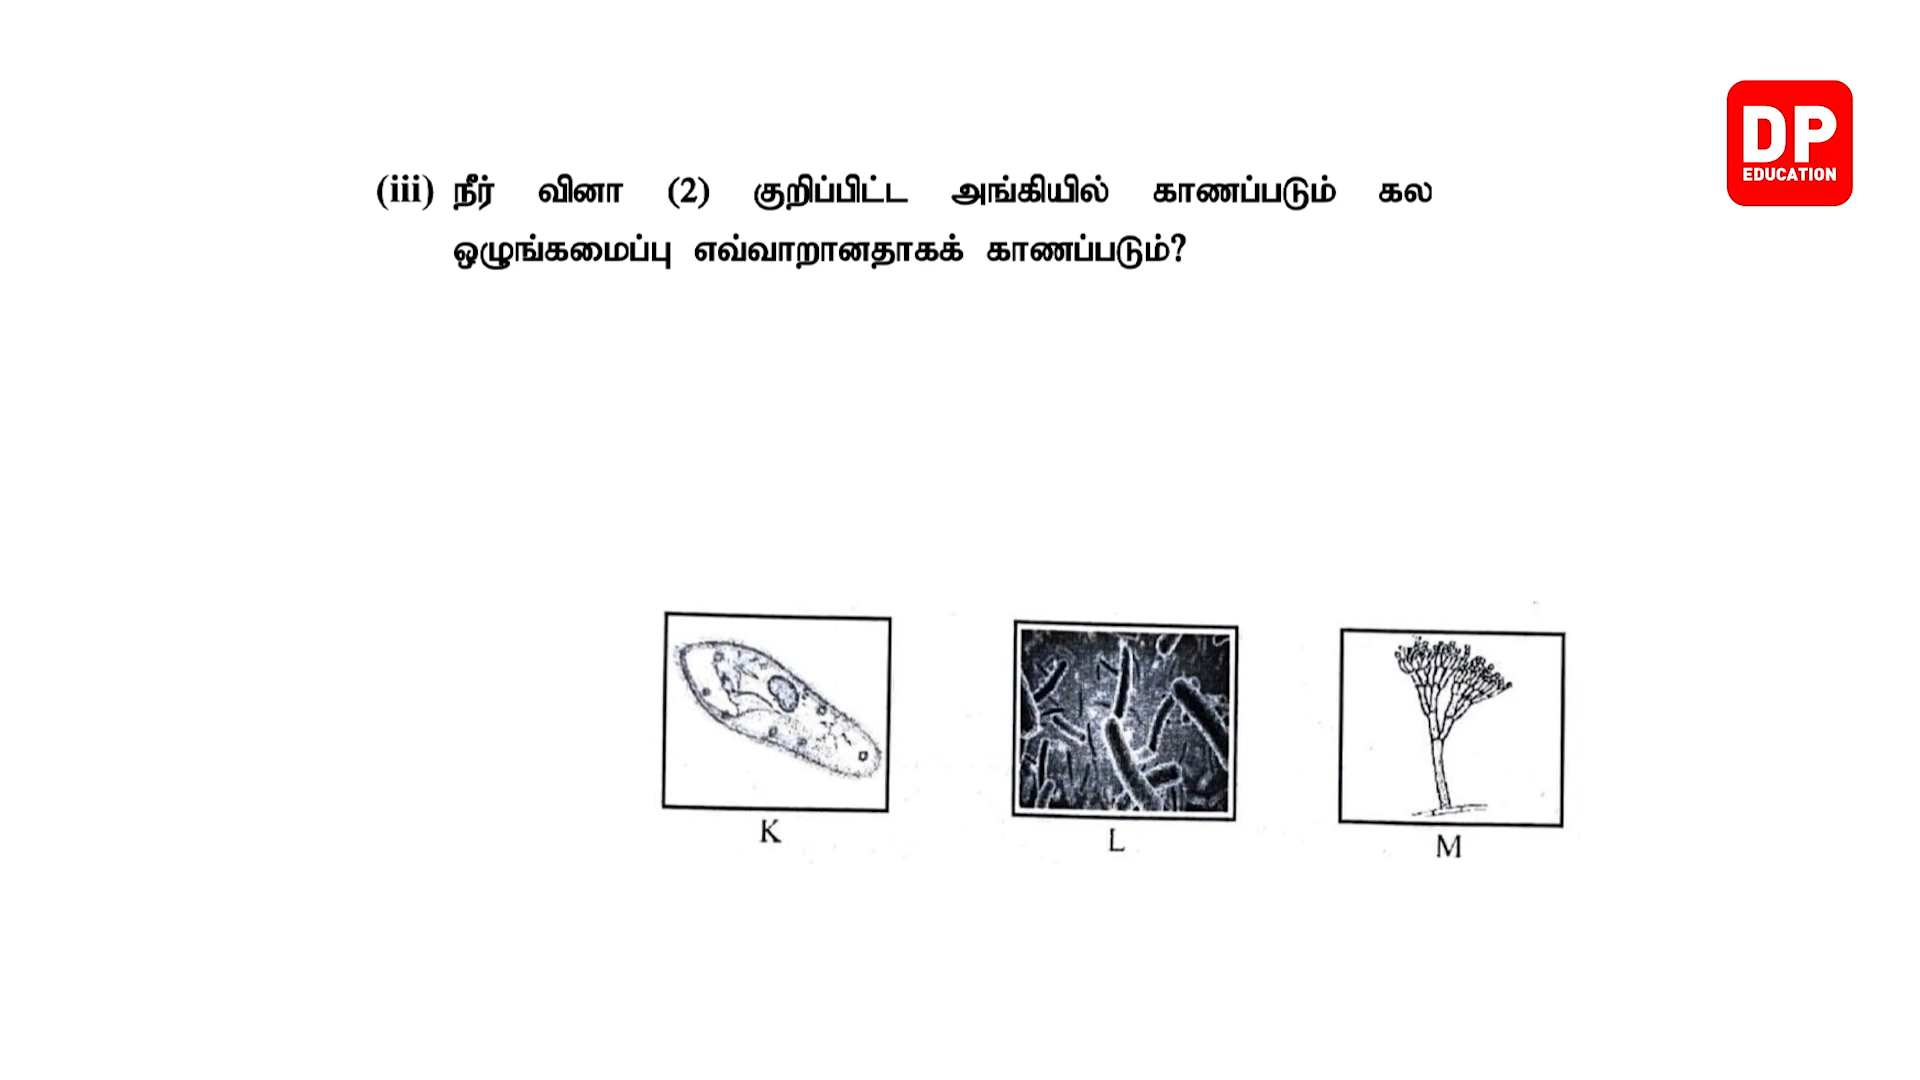 DP
EDUCATION
(iii) நீர் வினா (2) குறிப்பிட்ட அங்கியில் காணப்படும் கல
ஒழுங்கமைப்பு எவ்வாறானதாகக் காணப்படும்?
K
L
M